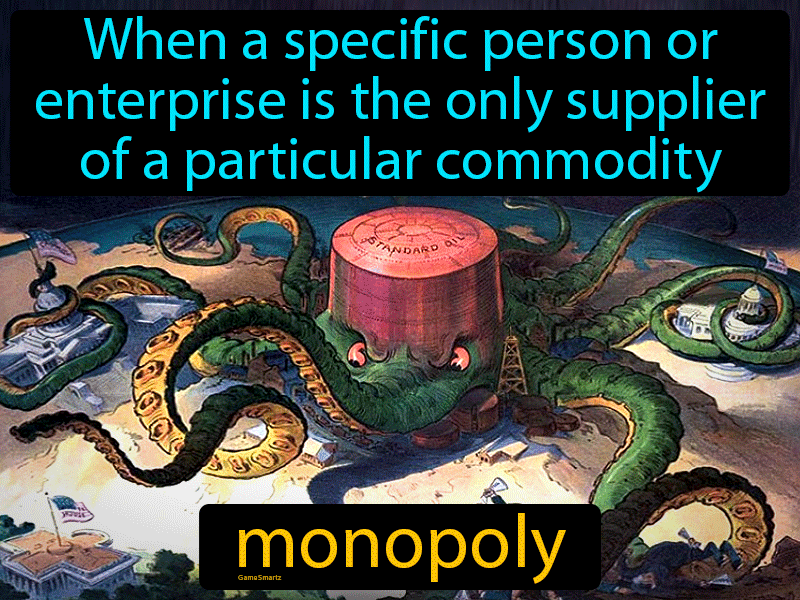 When a specific person or
enterprise is the only supplier
of a particular commodity
STANDARD OIL
monopoly
GameSmartz